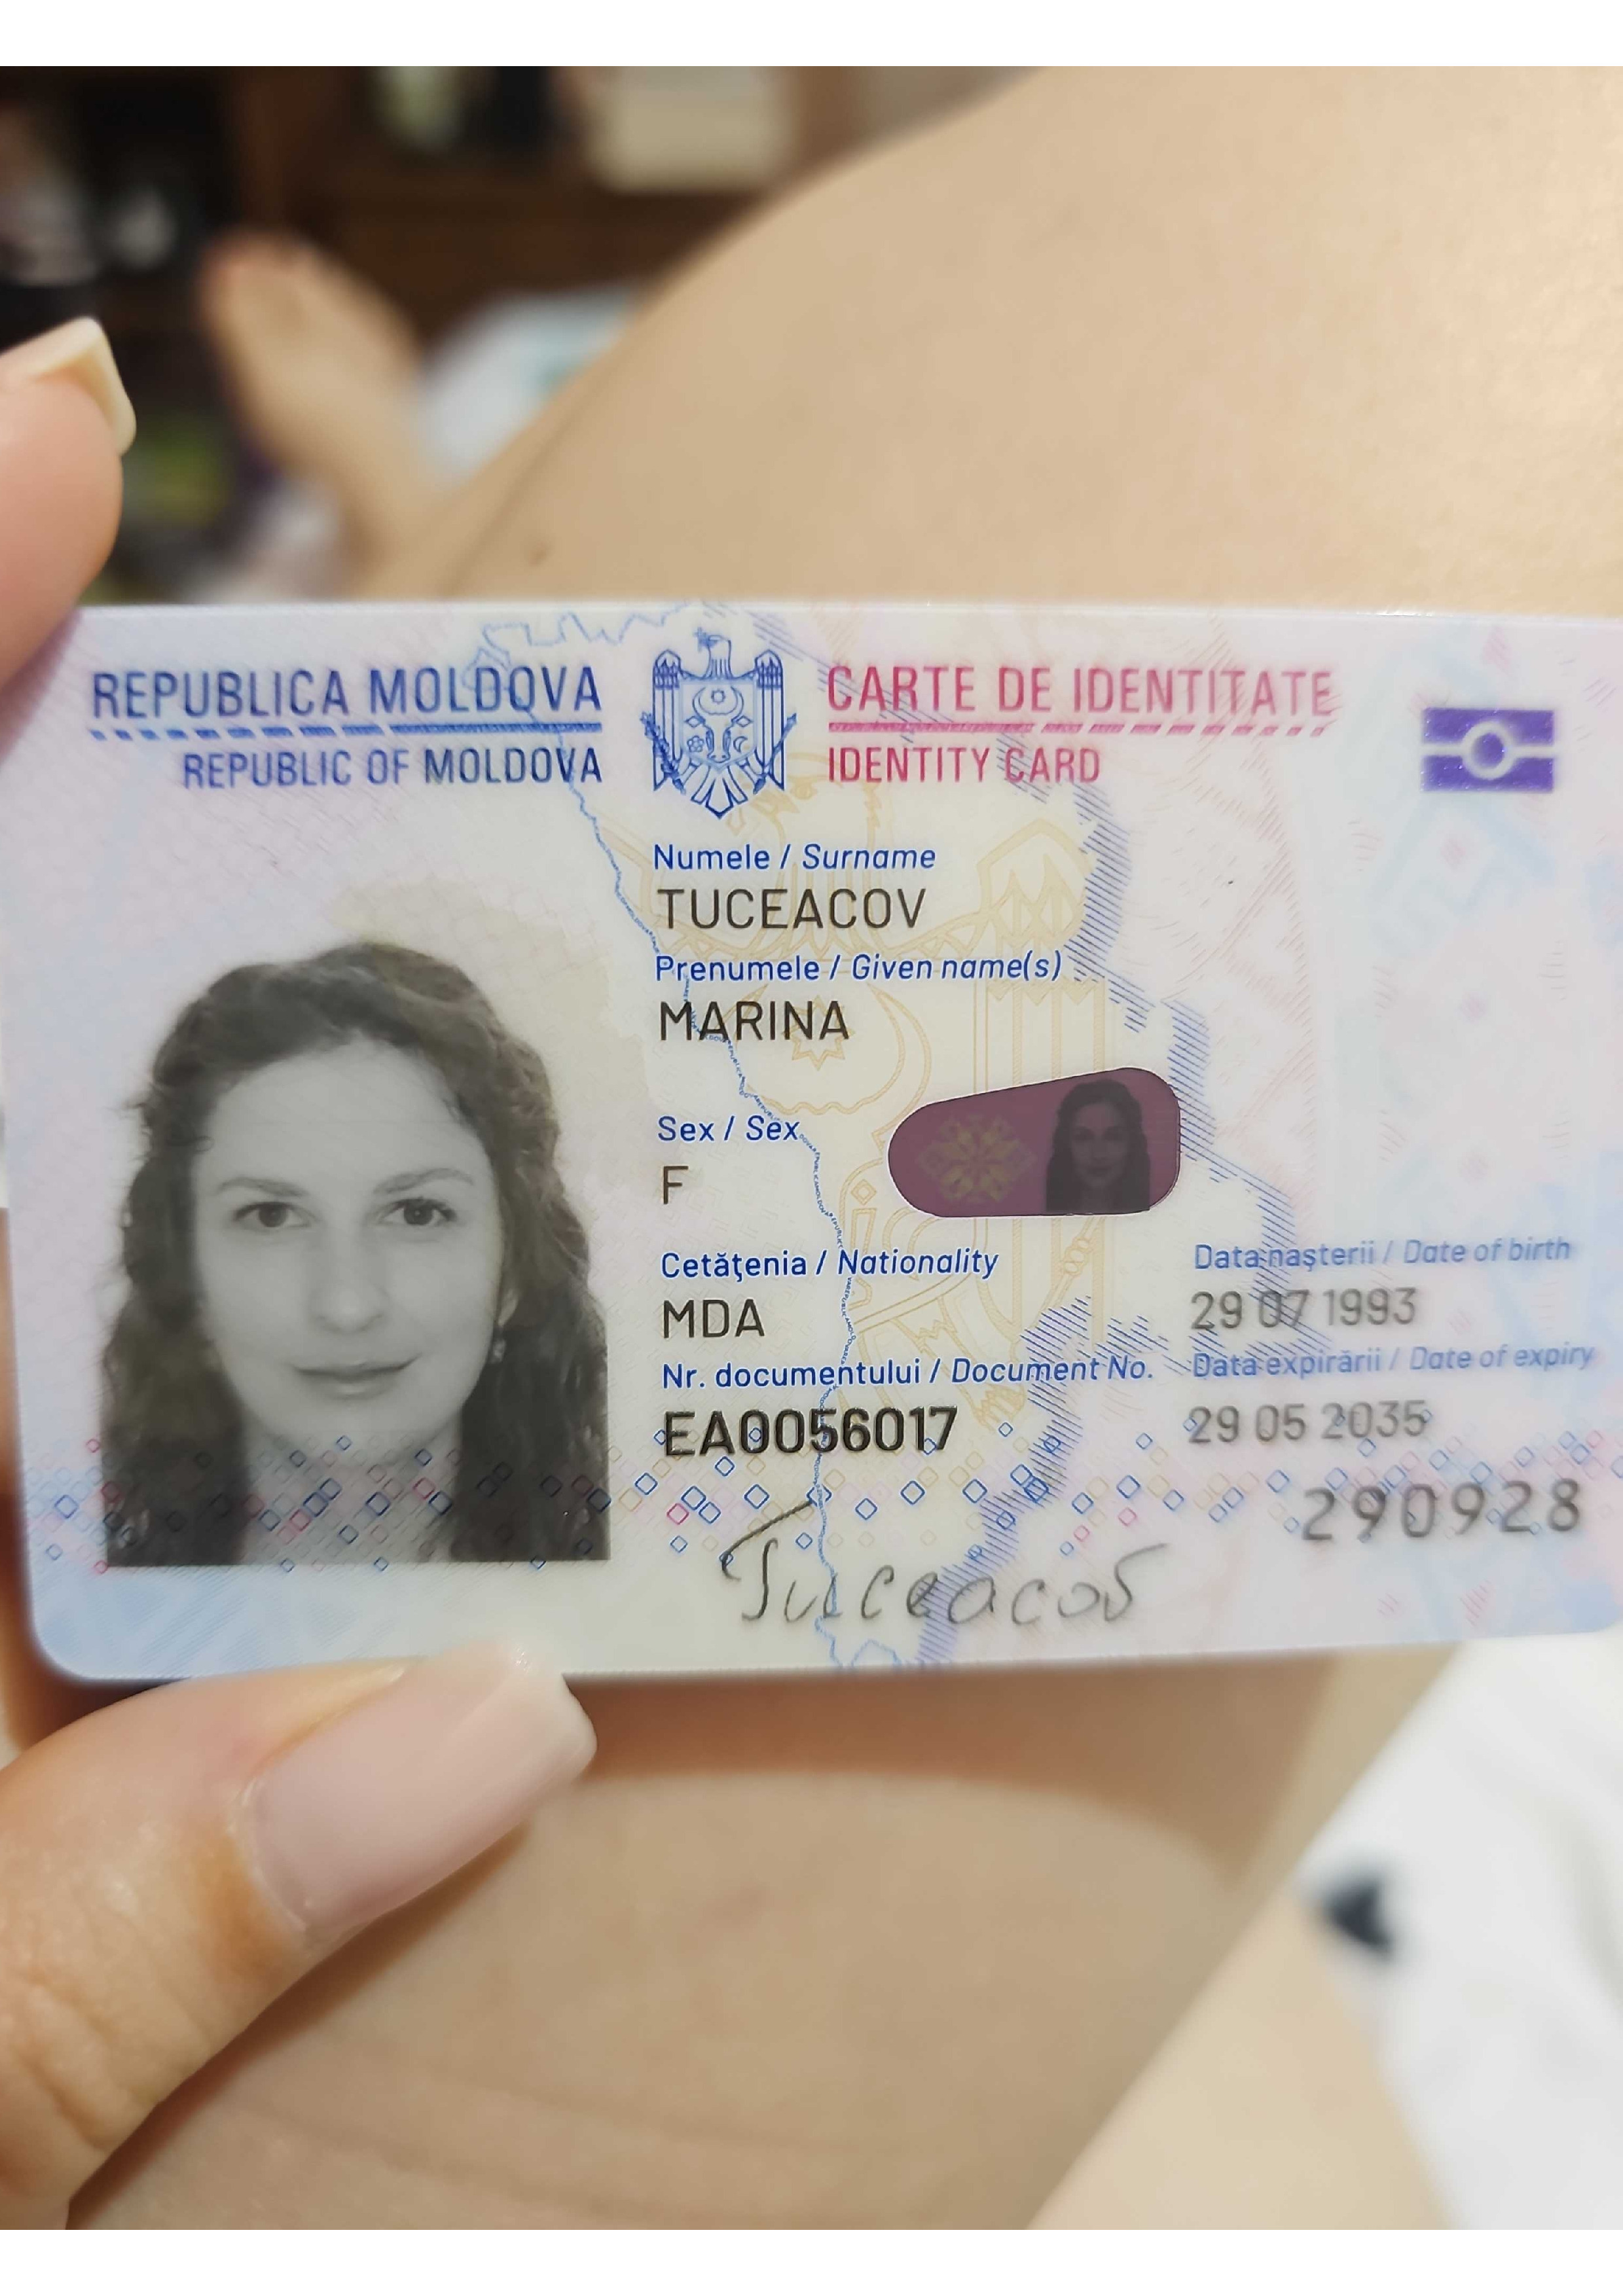 REPUBLICA MOLDOVA
REPUBLIC OF MOLDOVA
CARTE DE IDENTITATE
IDENTITY CARD
Numele / Surname
TUCEACOV
Prenumele / Given name(s)
MARINA
Sex / Sex
F
Cetăţenia / Nationality
MDA
Data naşterii / Date of birth
29 07 1993
Nr. documentului / Document No.
EA0056017
Data expirării / Date of expiry
29 05 2035
290928
Tuceacov